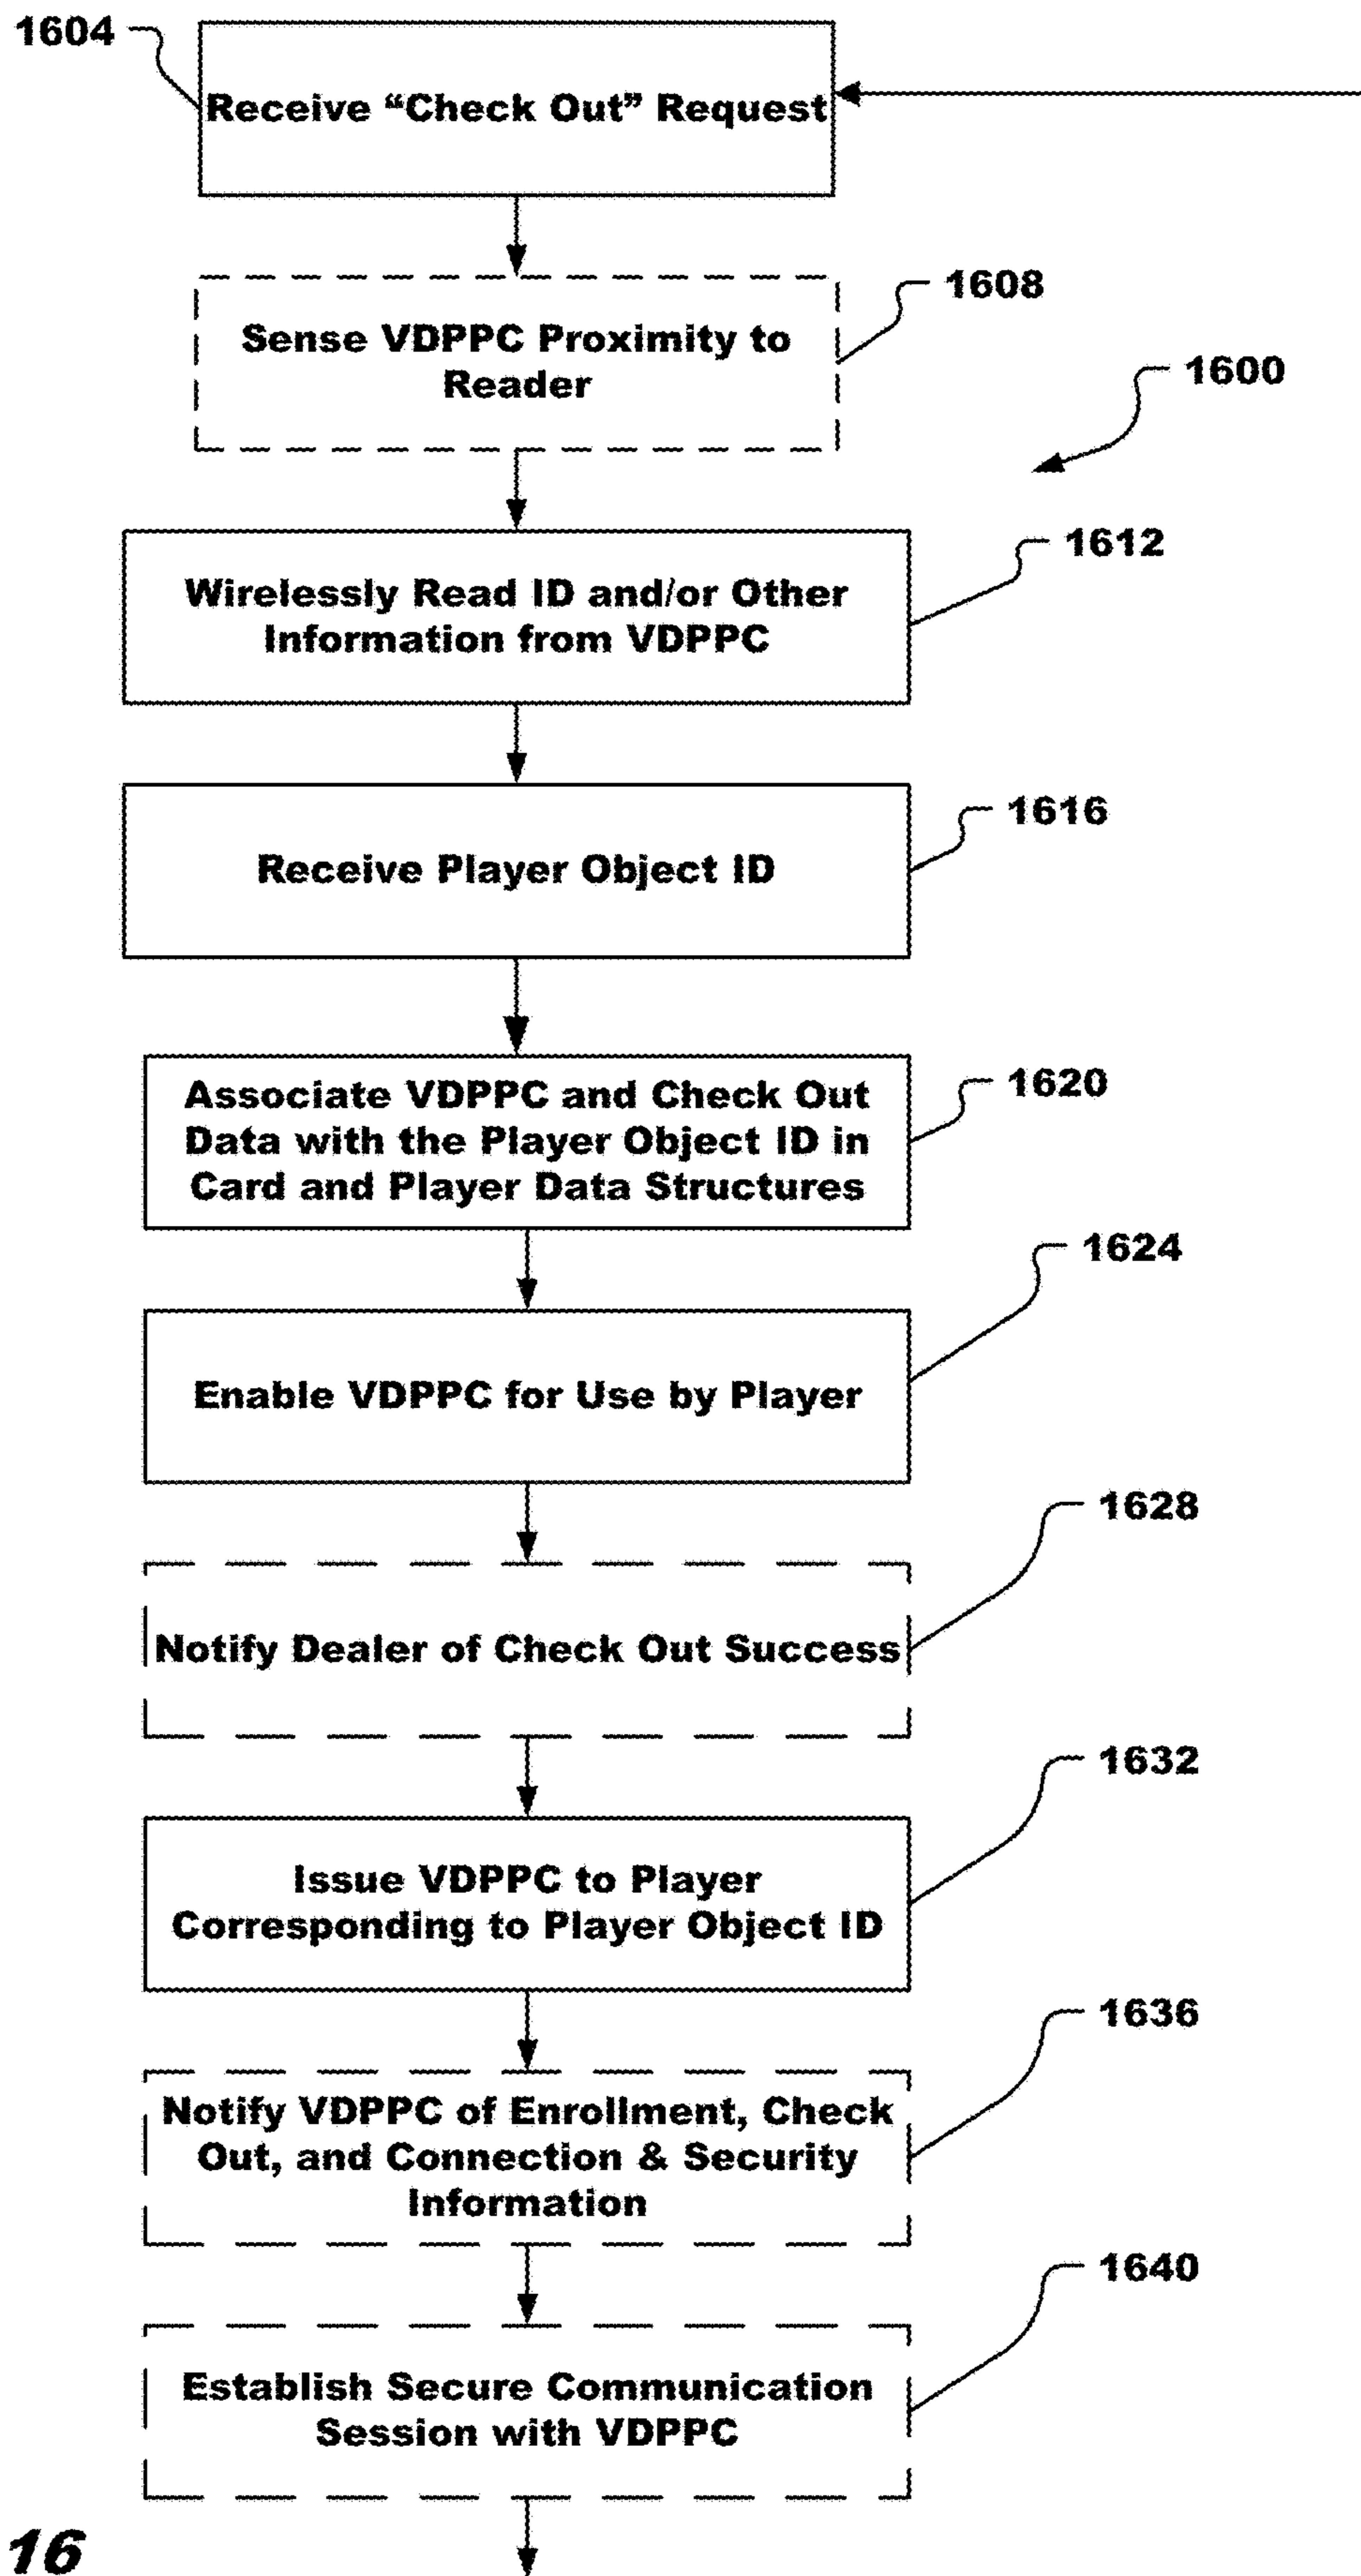 1604
Receive “Check Out” Request
1608
Sense VDPPC Proximity to
Reader
1600
1612
Wirelessly Read ID and/or Other
Information from VDPPC
1616
Receive Player Object ID
1620
Associate VDPPC and Check Out
Data with the Player Object ID in
Card and Player Data Structures
1624
Enable VDPPC for Use by Player
1628
Notify Dealer of Check Out Success
1632
Issue VDPPC to Player
Corresponding to Player Object ID
1636
Notify VDPPC of Enrollment, Check
Out, and Connection & Security
Information
1640
Establish Secure Communication
Session with VDPPC
16